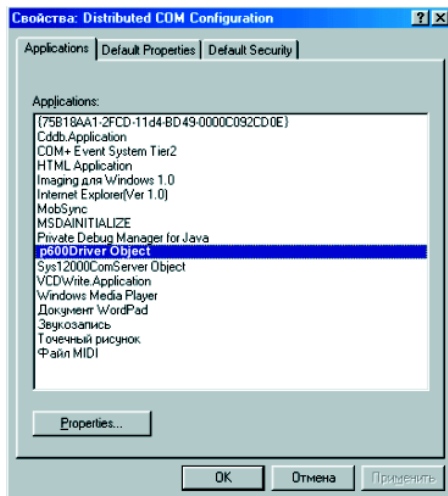 Свойства: Distributed COM Configuration
Applications
Default Properties
Default Security
Applications:
{75B18AA1-2FCD-11d4-BD49-0000C092CD0E}
Cddb.Application
COM+ Event System Tier2
HTML Application
Imaging для Windows 1.0
Internet Explorer(Ver 1.0)
MobSync
MSDAINITIALIZE
Private Debug Manager for Java
p600Driver Object
Sys12000ComServer Object
VCDWrite.Application
Windows Media Player
Документ WordPad
Звукозапись
Точечный рисунок
Файл MIDI
Properties...
OK
Отмена
Применить